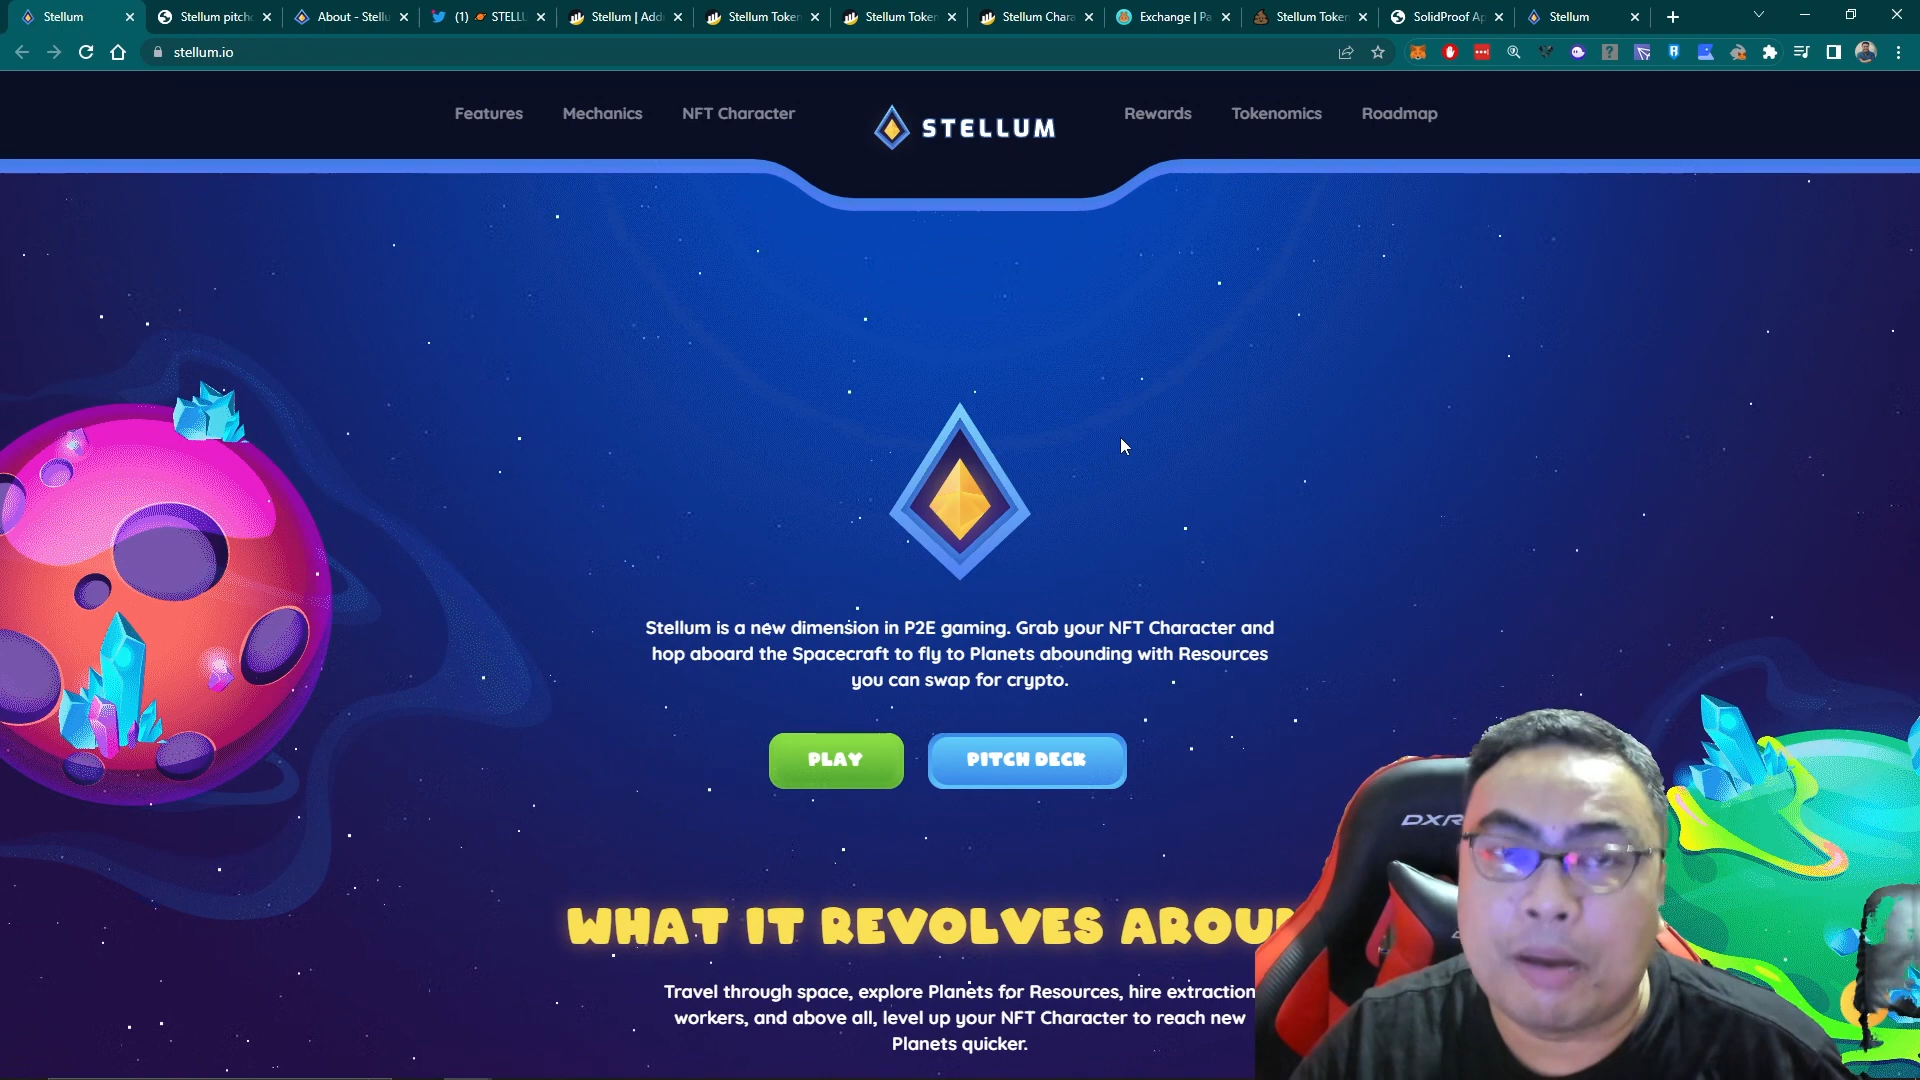 Stellum
Stellum pitch
About - Stellu
(1)
STELL
Stellum | Add
Stellum Token
Stellum Token
Stellum Chara
Exchange | Pa
Stellum Token
SolidProof Ap
Stellum
stellum.io
Features
Mechanics
NFT Character
STELLUM
Rewards
Tokenomics
Roadmap
Stellum is a new dimension in P2E gaming. Grab your NFT Character and
hop aboard the Spacecraft to fly to Planets abounding with Resources
you can swap for crypto.
PLAY
PITCH DECK
DXR
WHAT IT REVOLVES AROUN
Travel through space, explore Planets for Resources, hire extraction
workers, and above all, level up your NFT Character to reach new
Planets quicker.